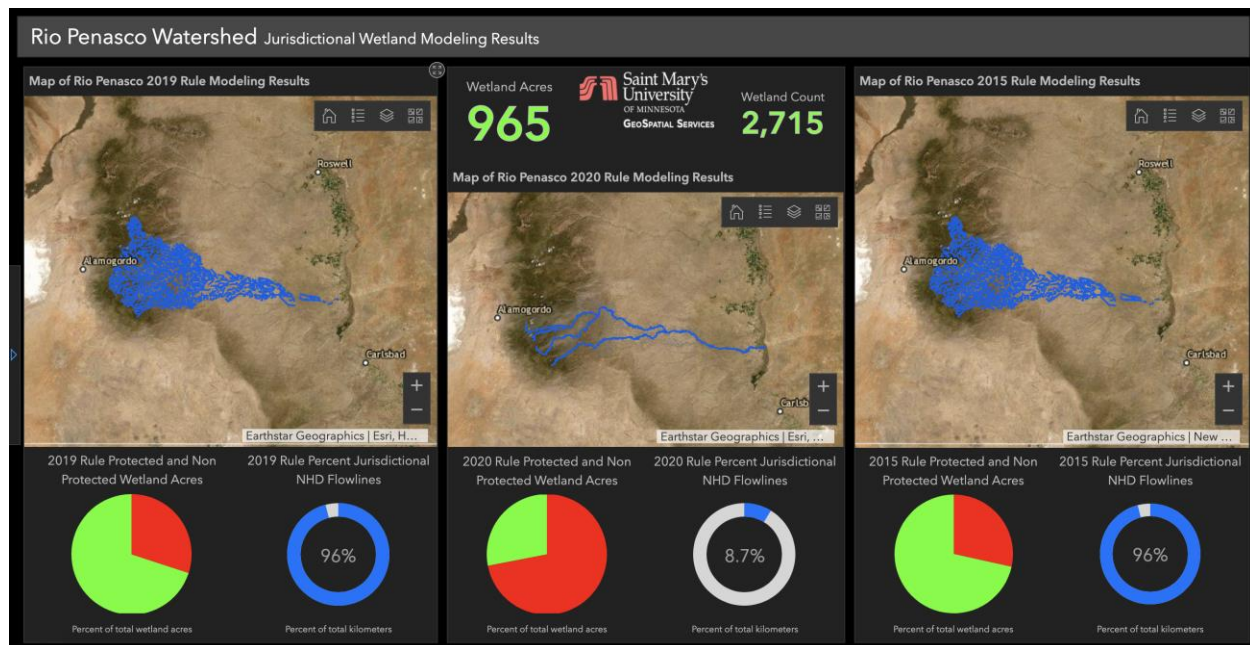 Rio Penasco Watershed Jurisdictional Wetland Modeling Results
Map of Rio Penasco 2019 Rule Modeling Results
Roswell
Alamogordo
Carlsbad
+
−
Earthstar Geographics | Esri, H...
2019 Rule Protected and Non
Protected Wetland Acres
Percent of total wetland acres
2019 Rule Percent Jurisdictional
NHD Flowlines
96%
Percent of total kilometers
Wetland Acres
965
Saint Mary's
University
OF MINNESOTA
GEOSPATIAL SERVICES
Wetland Count
2,715
Map of Rio Penasco 2020 Rule Modeling Results
Alamogordo
Carlsb
+
−
Earthstar Geographics | Esri, ...
2020 Rule Protected and Non
Protected Wetland Acres
Percent of total wetland acres
2020 Rule Percent Jurisdictional
NHD Flowlines
8.7%
Percent of total kilometers
Map of Rio Penasco 2015 Rule Modeling Results
Roswell
Alamogordo
Carlsbad
+
−
Earthstar Geographics | New ...
2015 Rule Protected and Non
Protected Wetland Acres
Percent of total wetland acres
2015 Rule Percent Jurisdictional
NHD Flowlines
96%
Percent of total kilometers